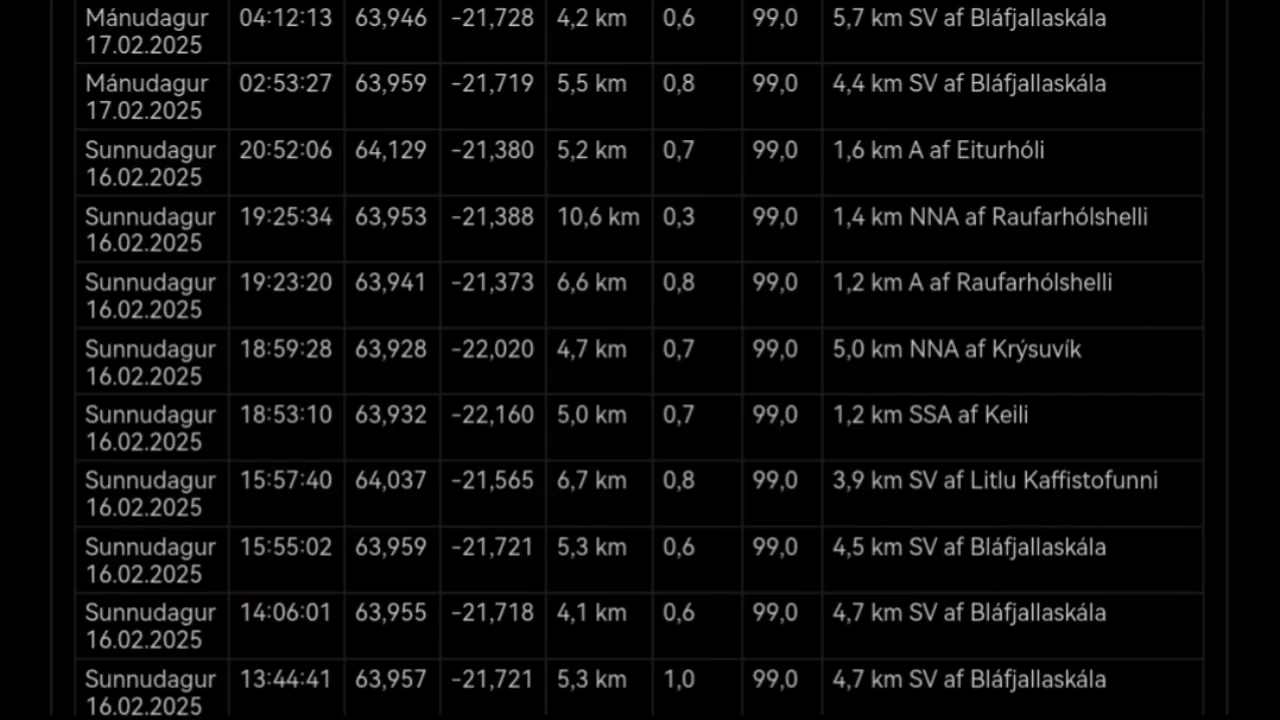 Mánudagur 04:12:13 63,946 -21,728 4,2 km 0,6 99,0 5,7 km SV af Bláfjallaskála
17.02.2025
Mánudagur 02:53:27 63,959 -21,719 5,5 km 0,8 99,0 4,4 km SV af Bláfjallaskála
17.02.2025
Sunnudagur 20:52:06 64,129 -21,380 5,2 km 0,7 99,0 1,6 km A af Eiturhóli
16.02.2025
Sunnudagur 19:25:34 63,953 -21,388 10,6 km 0,3 99,0 1,4 km NNA af Raufarhólshelli
16.02.2025
Sunnudagur 19:23:20 63,941 -21,373 6,6 km 0,8 99,0 1,2 km A af Raufarhólshelli
16.02.2025
Sunnudagur 18:59:28 63,928 -22,020 4,7 km 0,7 99,0 5,0 km NNA af Krýsuvík
16.02.2025
Sunnudagur 18:53:10 63,932 -22,160 5,0 km 0,7 99,0 1,2 km SSA af Keili
16.02.2025
Sunnudagur 15:57:40 64,037 -21,565 6,7 km 0,8 99,0 3,9 km SV af Litlu Kaffistofunni
16.02.2025
Sunnudagur 15:55:02 63,959 -21,721 5,3 km 0,6 99,0 4,5 km SV af Bláfjallaskála
16.02.2025
Sunnudagur 14:06:01 63,955 -21,718 4,1 km 0,6 99,0 4,7 km SV af Bláfjallaskála
16.02.2025
Sunnudagur 13:44:41 63,957 -21,721 5,3 km 1,0 99,0 4,7 km SV af Bláfjallaskála
16.02.2025